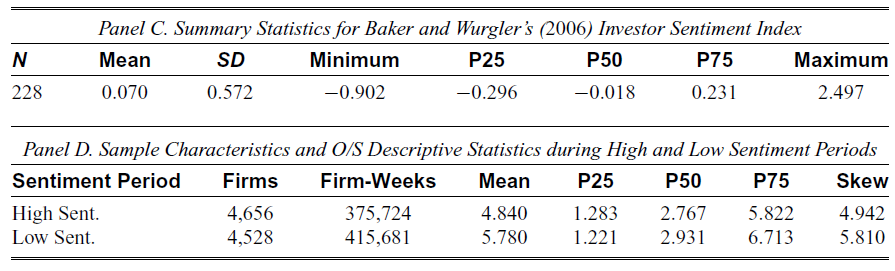 Panel C. Summary Statistics for Baker and Wurgler's (2006) Investor Sentiment Index
N Mean SD Minimum P25 P50 P75 Maximum
228 0.070 0.572 −0.902 −0.296 −0.018 0.231 2.497
Panel D. Sample Characteristics and O/S Descriptive Statistics during High and Low Sentiment Periods
Sentiment Period Firms Firm-Weeks Mean P25 P50 P75 Skew
High Sent. 4,656 375,724 4.840 1.283 2.767 5.822 4.942
Low Sent. 4,528 415,681 5.780 1.221 2.931 6.713 5.810